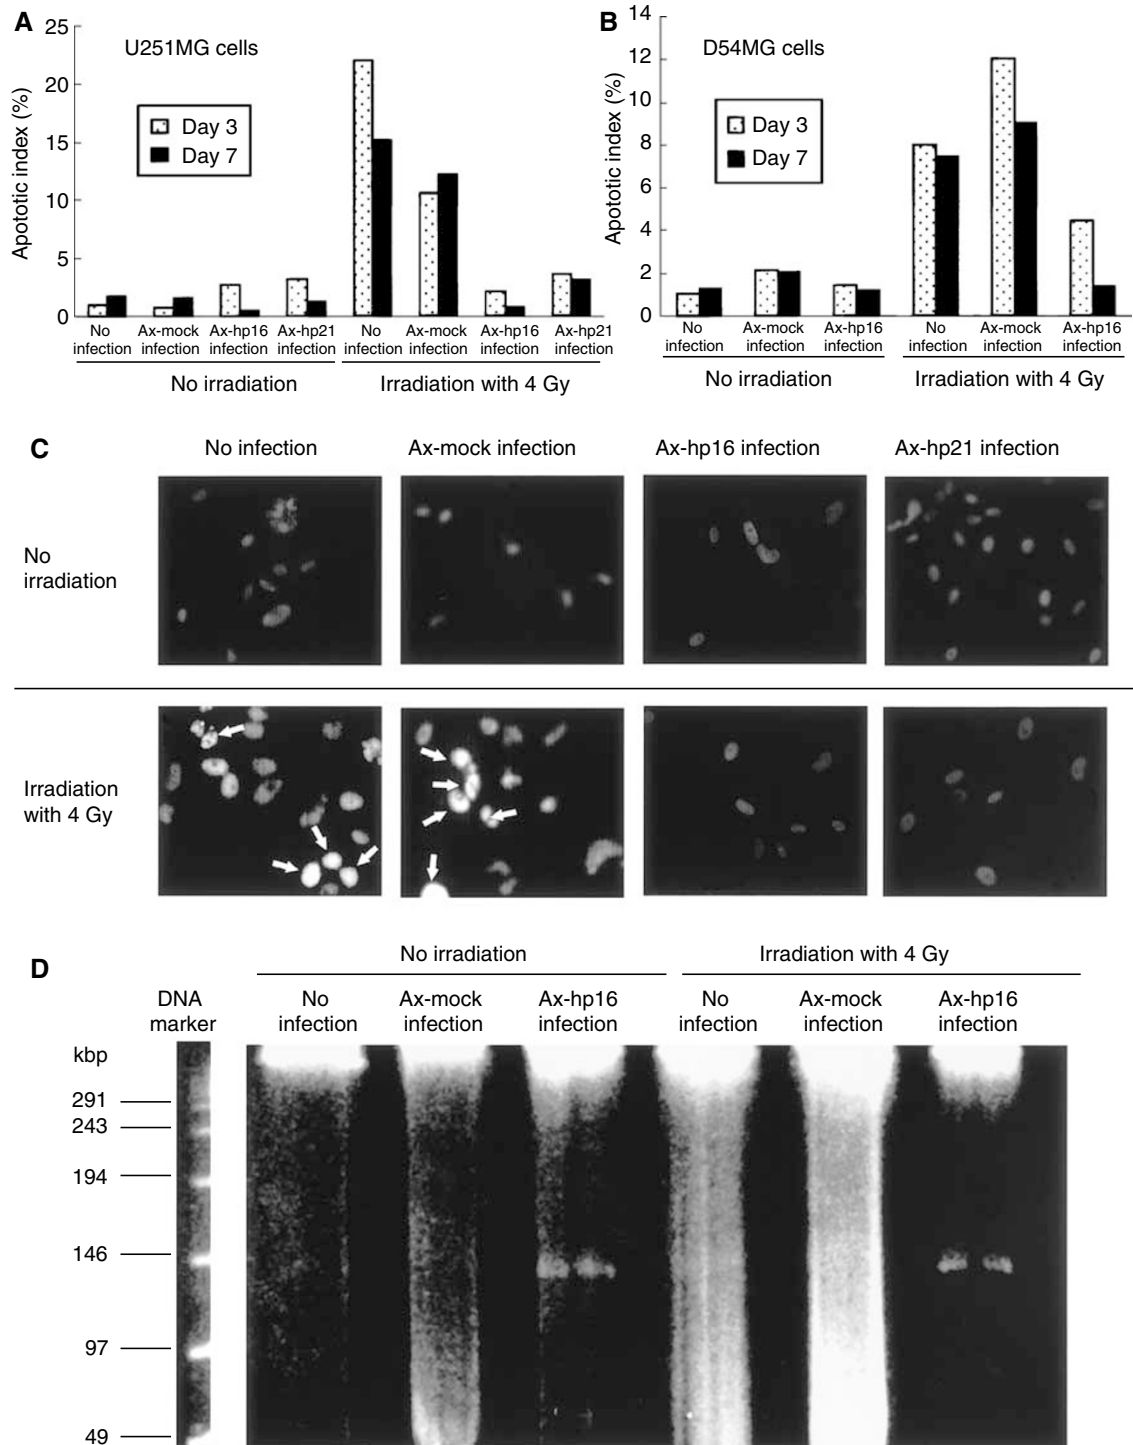 A
U251MG cells
Apototic index (%)
25
20
15
10
5
0
Day 3
Day 7
No infection
Ax-mock infection
Ax-hp16 infection
Ax-hp21 infection
No infection
Ax-mock infection
Ax-hp16 infection
Ax-hp21 infection
No irradiation
Irradiation with 4 Gy
B
D54MG cells
Apototic index (%)
14
12
10
8
6
4
2
0
Day 3
Day 7
No infection
Ax-mock infection
Ax-hp16 infection
No infection
Ax-mock infection
Ax-hp16 infection
No irradiation
Irradiation with 4 Gy
C
No infection
Ax-mock infection
Ax-hp16 infection
Ax-hp21 infection
No
irradiation
Irradiation
with 4 Gy
D
No irradiation
Irradiation with 4 Gy
DNA
marker
No
infection
Ax-mock
infection
Ax-hp16
infection
No
infection
Ax-mock
infection
Ax-hp16
infection
kbp
291
243
194
146
97
49